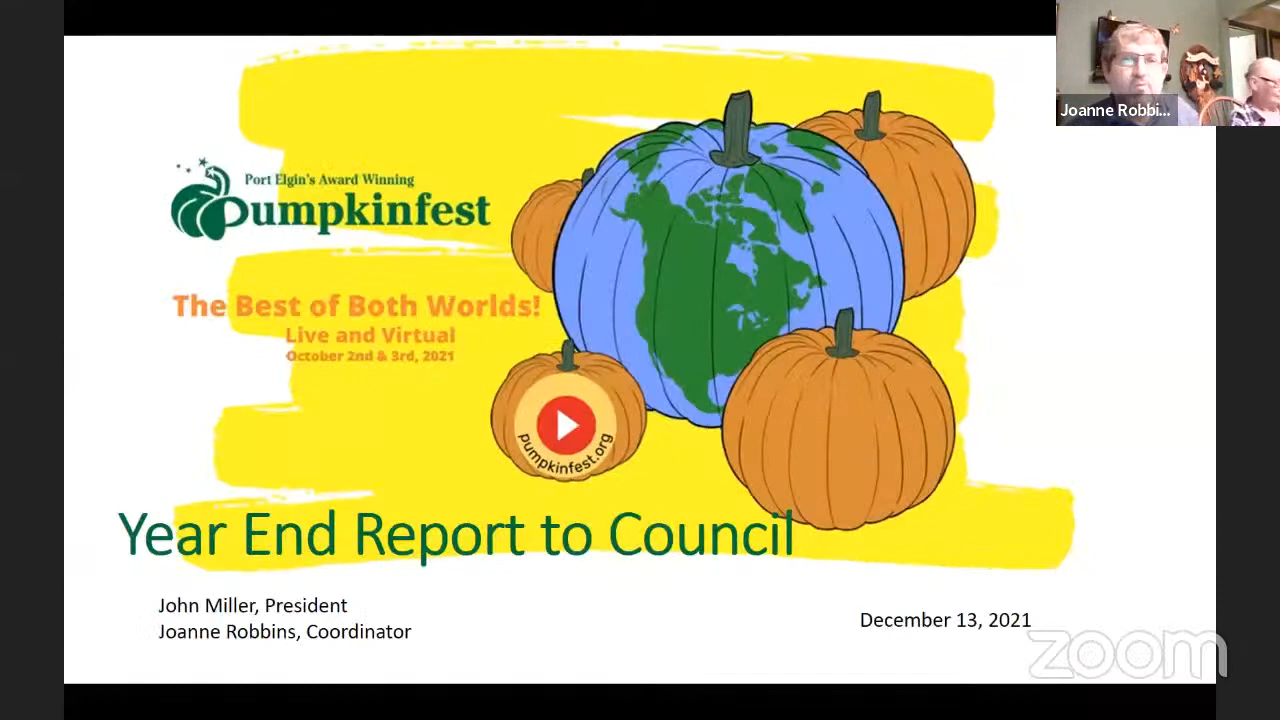 Joanne Robbi...
Port Elgin's Award Winning
Pumpkinfest
The Best of Both Worlds!
Live and Virtual
October 2nd & 3rd, 2021
pumpkinfest.org
Year End Report to Council
John Miller, President
Joanne Robbins, Coordinator
December 13, 2021
zoom